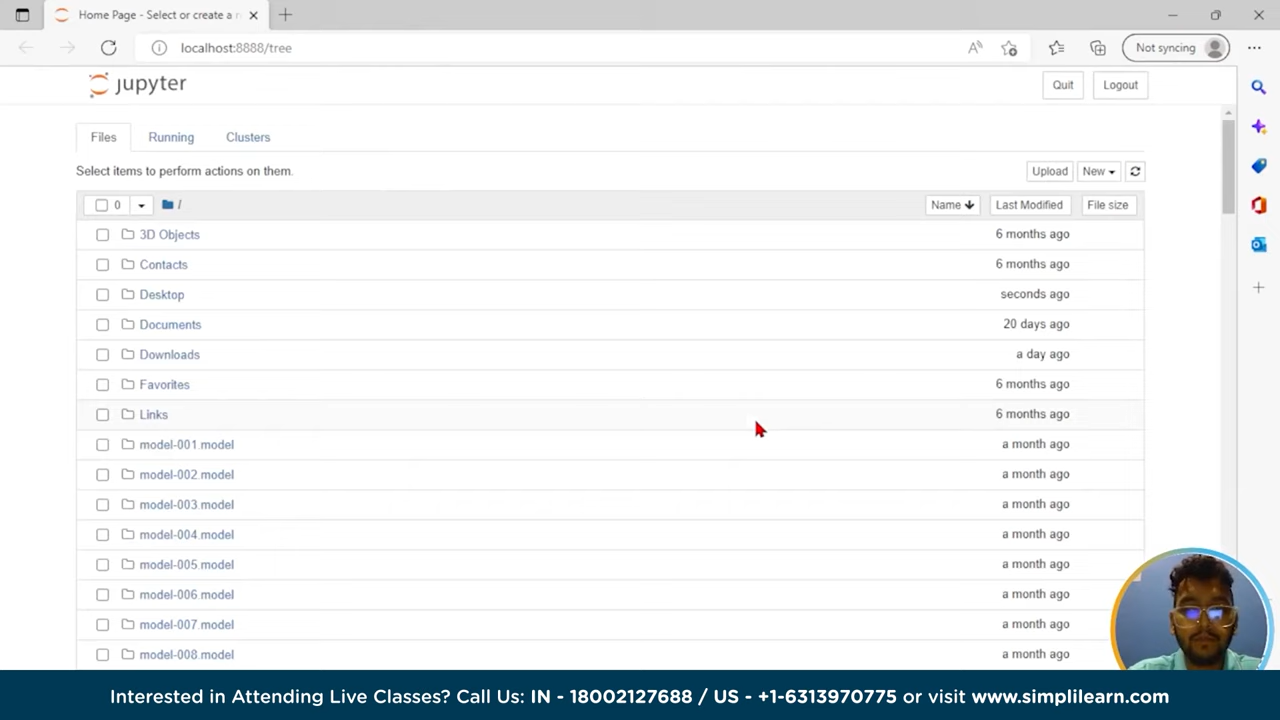 Home Page - Select or create a n
localhost:8888/tree
Not syncing
jupyter
Quit
Logout
Files
Running
Clusters
Select items to perform actions on them.
Upload
New
0
/
Name
Last Modified
File size
3D Objects
6 months ago
Contacts
6 months ago
Desktop
seconds ago
Documents
20 days ago
Downloads
a day ago
Favorites
6 months ago
Links
6 months ago
model-001.model
a month ago
model-002.model
a month ago
model-003.model
a month ago
model-004.model
a month ago
model-005.model
a month ago
model-006.model
a month ago
model-007.model
a month ago
model-008.model
a month ago
Interested in Attending Live Classes? Call Us: IN - 18002127688 / US - +1-6313970775 or visit www.simplilearn.com